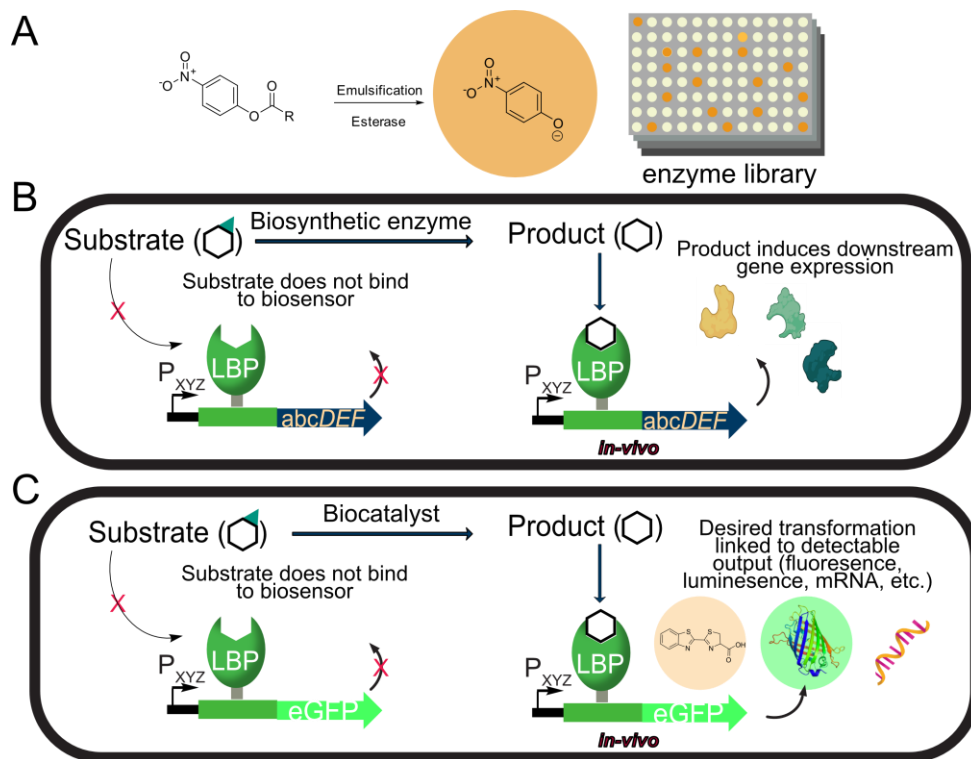 A
O
N⁺
⁻O
O
O
R
Emulsification
Esterase
O
N⁺
⁻O
O
⊖
enzyme library
B
Substrate ( )
Biosynthetic enzyme
Product ( )
Substrate does not bind
to biosensor
Product induces downstream
gene expression
LBP
P XYZ
abcDEF
X
X
LBP
P XYZ
abcDEF
in-vivo
C
Substrate ( )
Biocatalyst
Product ( )
Substrate does not bind
to biosensor
Desired transformation
linked to detectable
output (fluoresence,
luminesence, mRNA, etc.)
LBP
P XYZ
eGFP
X
X
LBP
P XYZ
eGFP
S
N
S
N
OH
O
in-vivo